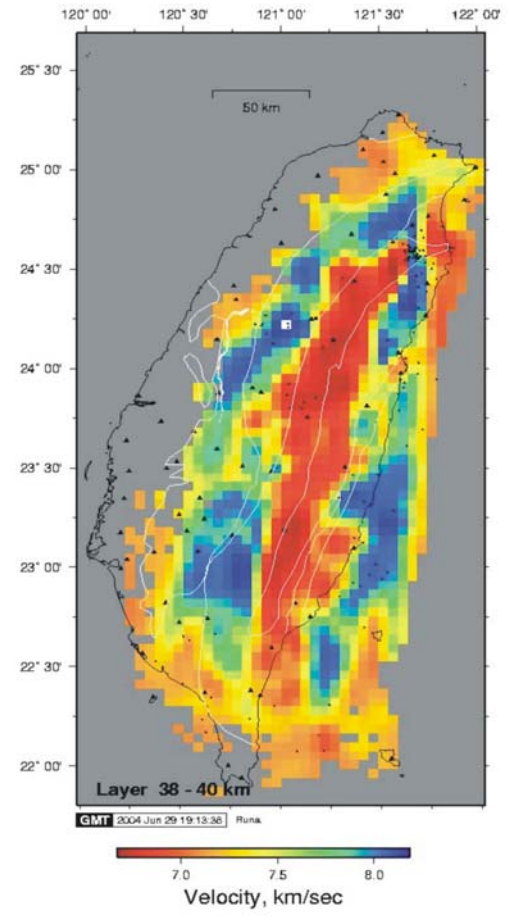 120° 00' 120° 30' 121° 00' 121° 30' 122° 00'
25° 30'
50 km
25° 00'
24° 30'
24° 00'
23° 30'
23° 00'
22° 30'
22° 00'
Layer 38 - 40 km
GMT 2004 Jun 29 19:13:36 Runa
7.0 7.5 8.0
Velocity, km/sec